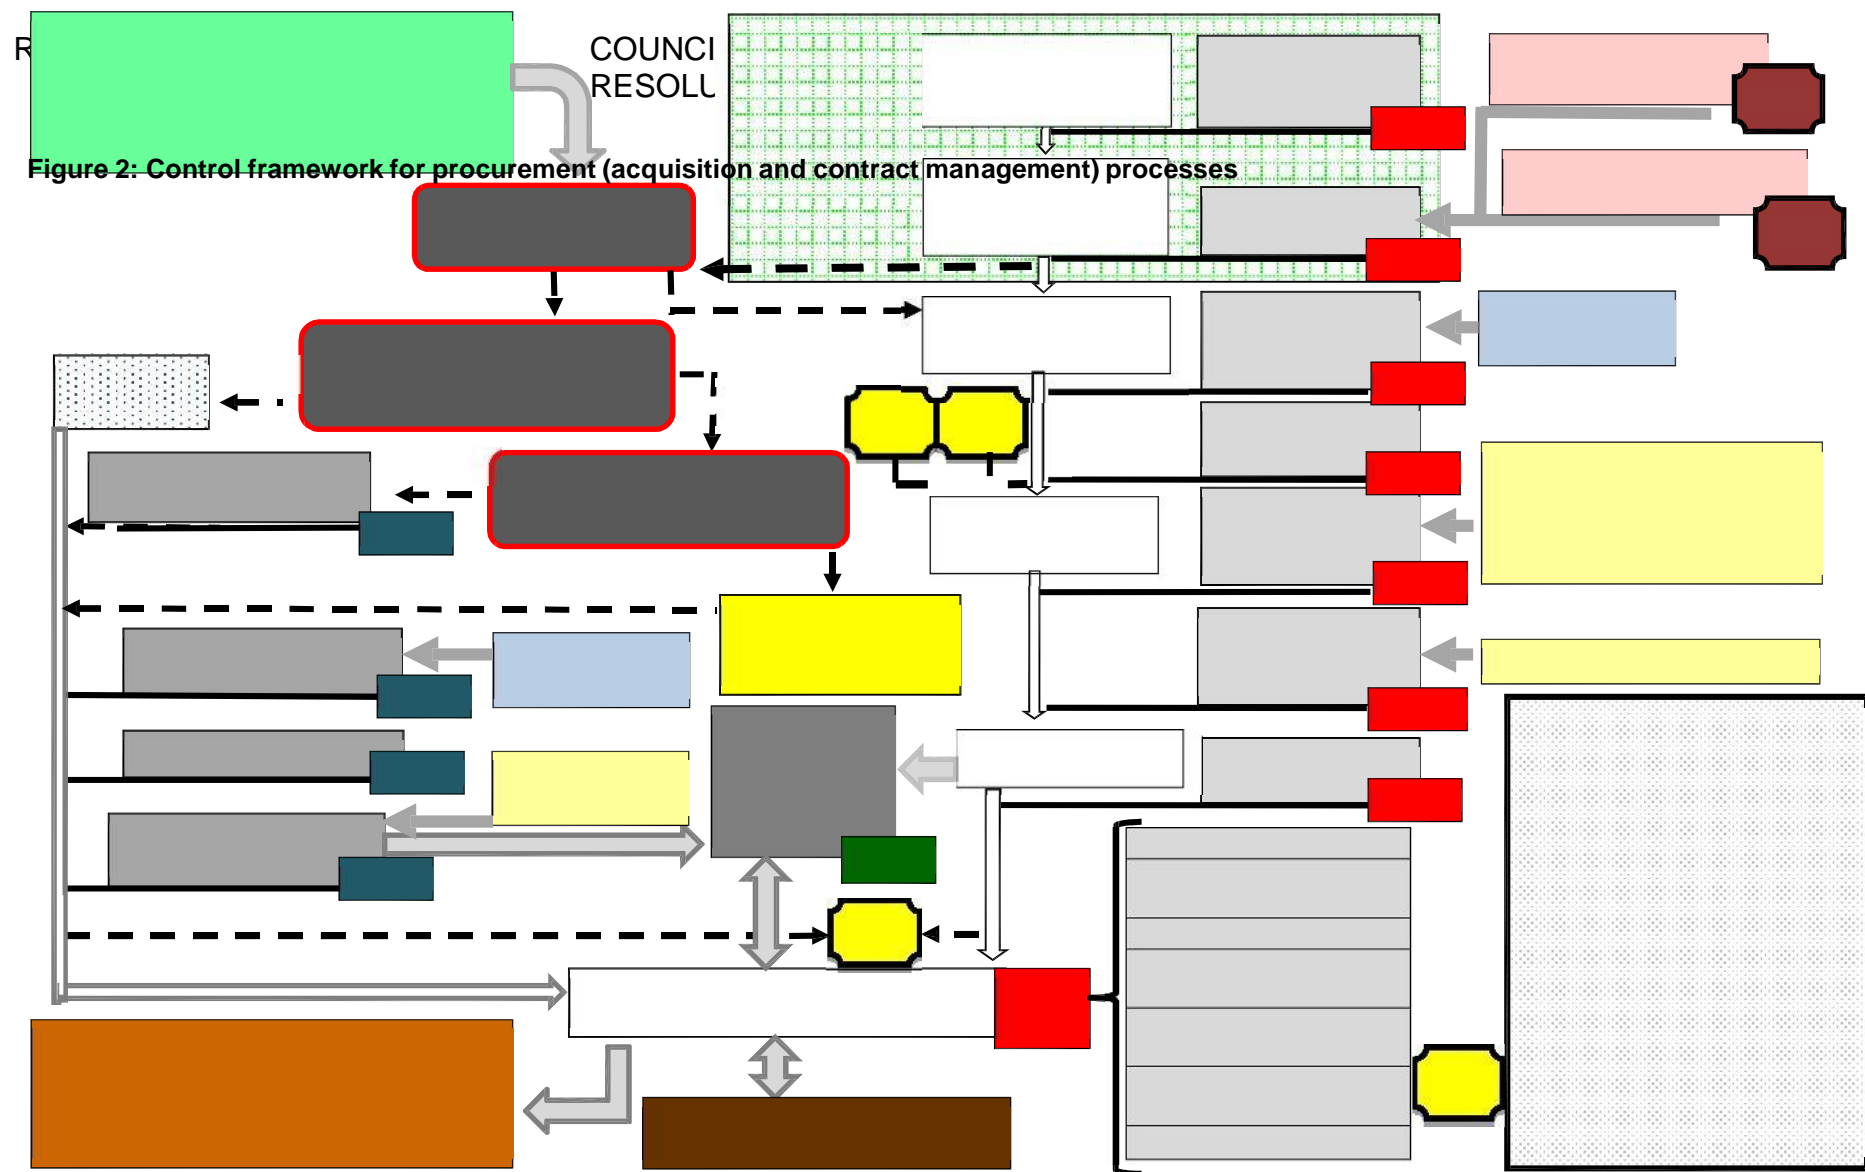 R
COUNCI
RESOLU
Figure 2: Control framework for procurement (acquisition and contract management) processes